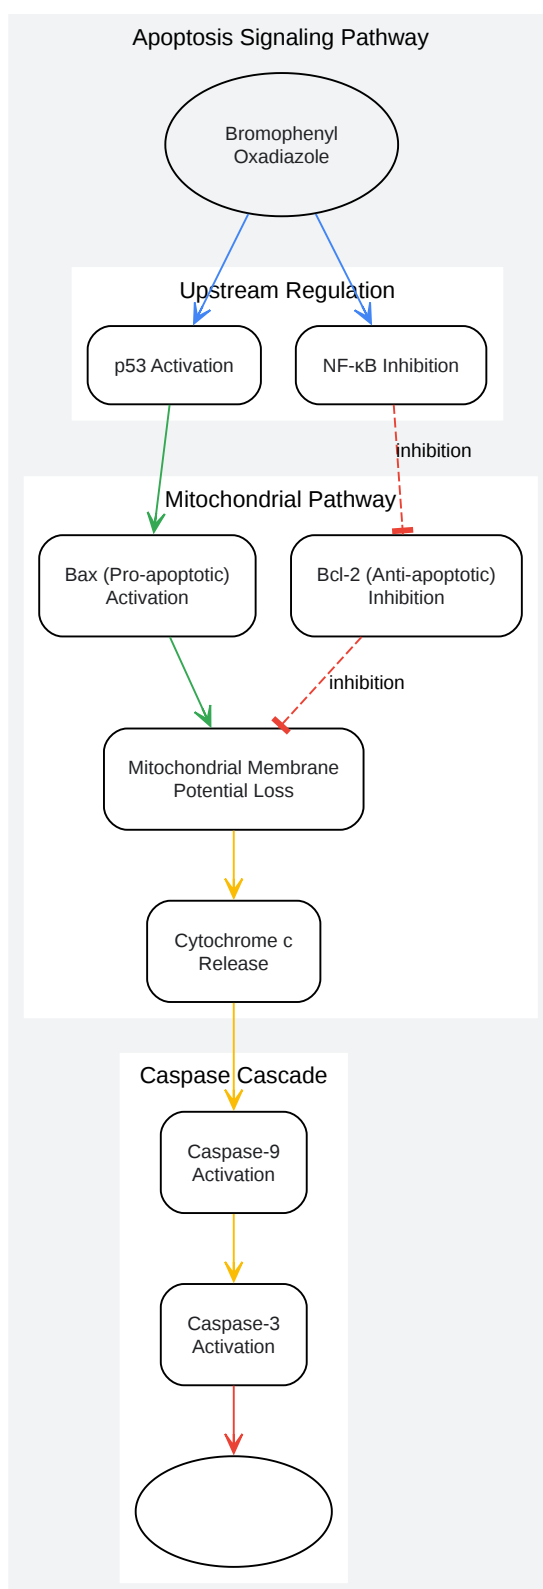 Apoptosis Signaling Pathway
Bromophenyl
Oxadiazole
Upstream Regulation
p53 Activation
NF-κB Inhibition
inhibition
Mitochondrial Pathway
Bax (Pro-apoptotic)
Activation
Bcl-2 (Anti-apoptotic)
Inhibition
inhibition
Mitochondrial Membrane
Potential Loss
Cytochrome c
Release
Caspase Cascade
Caspase-9
Activation
Caspase-3
Activation